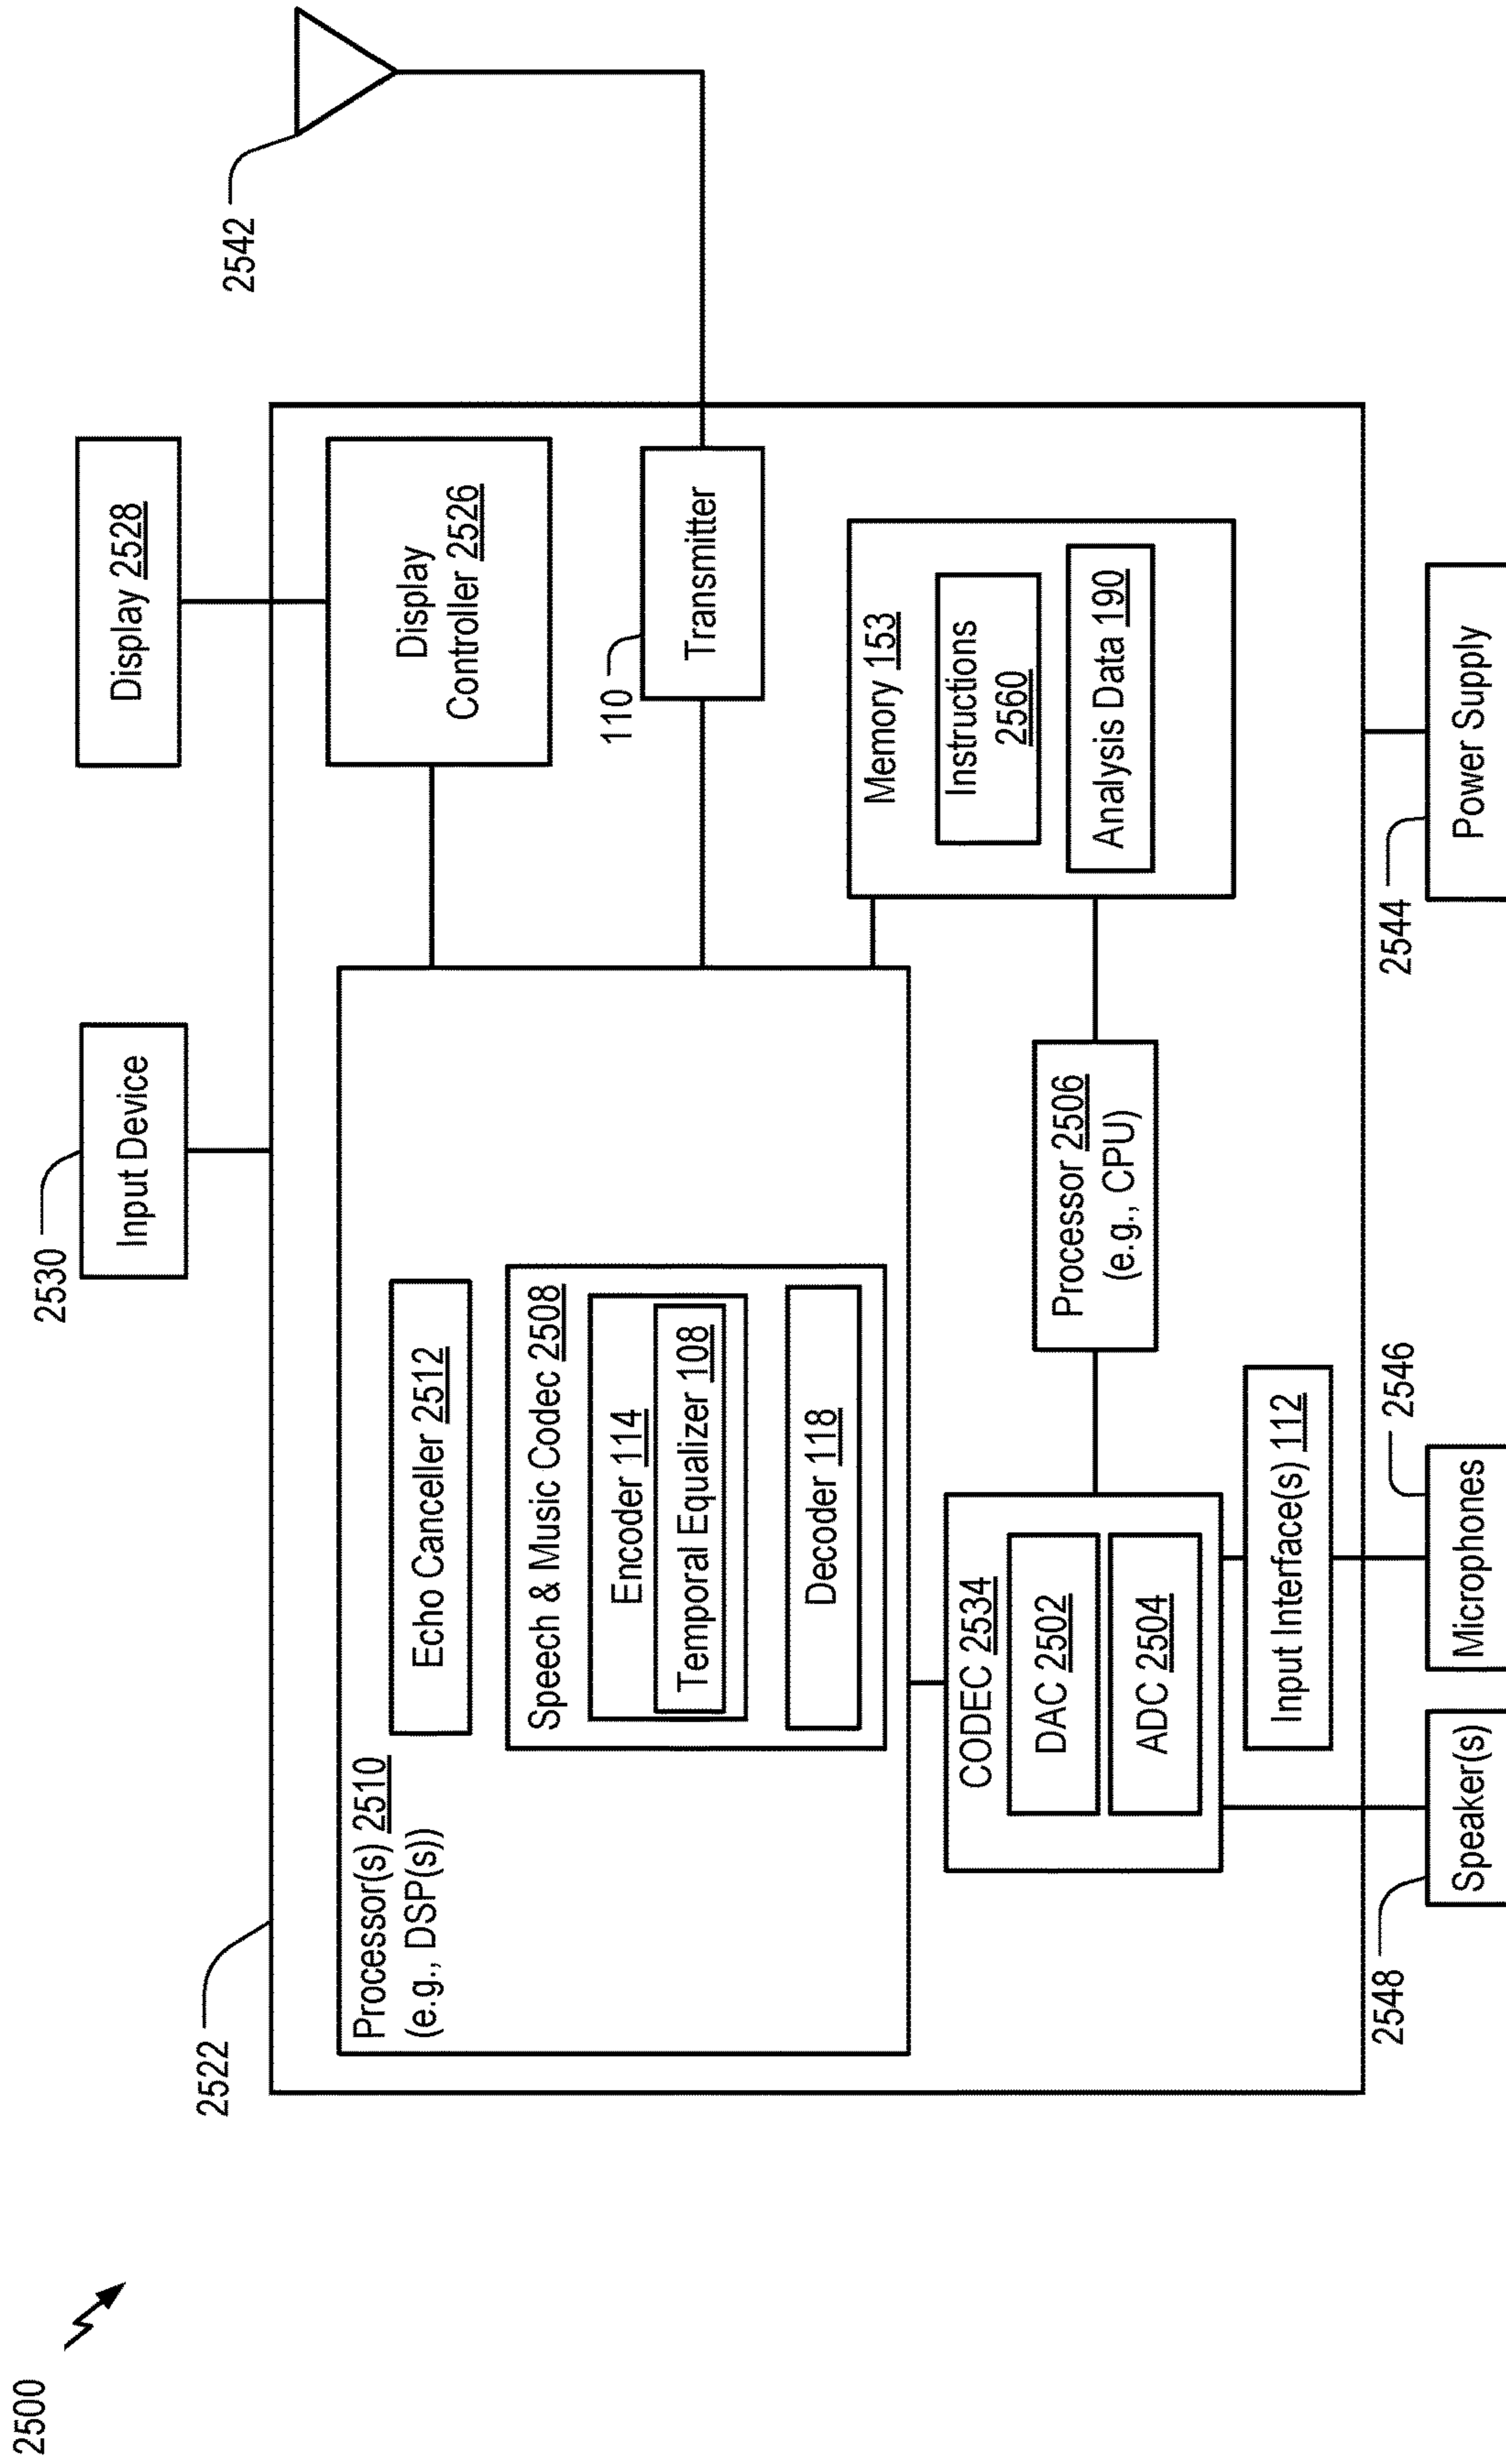 2500
2522
2530
Input Device
Display 2528
2542
Processor(s) 2510
(e.g., DSP(s))
Echo Canceller 2512
Speech & Music Codec 2508
Encoder 114
Temporal Equalizer 108
Decoder 118
Display
Controller 2526
110
Transmitter
Memory 153
Instructions
2560
Analysis Data 190
CODEC 2534
DAC 2502
ADC 2504
Processor 2506
(e.g., CPU)
Input Interface(s) 112
2548
Speaker(s)
2546
Microphones
2544
Power Supply